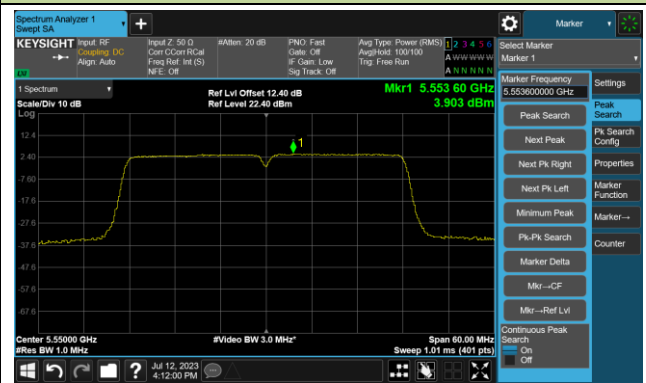 Spectrum Analyzer 1
Swept SA
+
Marker
KEYSIGHT
Input: RF
Coupling: DC
Align: Auto
Input Z: 50 Ω
Corr CCorr RCal
Freq Ref: Int (S)
NFE: Off
#Atten: 20 dB
PNO: Fast
Gate: Off
IF Gain: Low
Sig Track: Off
Avg Type: Power (RMS)
Avg|Hold: 100/100
Trig: Free Run
1 2 3 4 5 6
A W W W W W
A N N N N N
Select Marker
Marker 1
1 Spectrum
Ref Lvl Offset 12.40 dB
Mkr1 5.553 60 GHz
Scale/Div 10 dB
Ref Level 22.40 dBm
3.903 dBm
Log
12.4
2.40
-7.60
-17.6
-27.6
-37.6
-47.6
-57.6
-67.6
1
Center 5.55000 GHz
#Video BW 3.0 MHz*
Span 60.00 MHz
#Res BW 1.0 MHz
Sweep 1.01 ms (401 pts)
Marker Frequency
5.553600000 GHz
Peak Search
Next Peak
Next Pk Right
Next Pk Left
Minimum Peak
Pk-Pk Search
Marker Delta
Mkr→CF
Mkr→Ref Lvl
Continuous Peak
Search
On
Off
Settings
Peak
Search
Pk Search
Config
Properties
Marker
Function
Marker→
Counter
?
Jul 12, 2023
4:12:00 PM